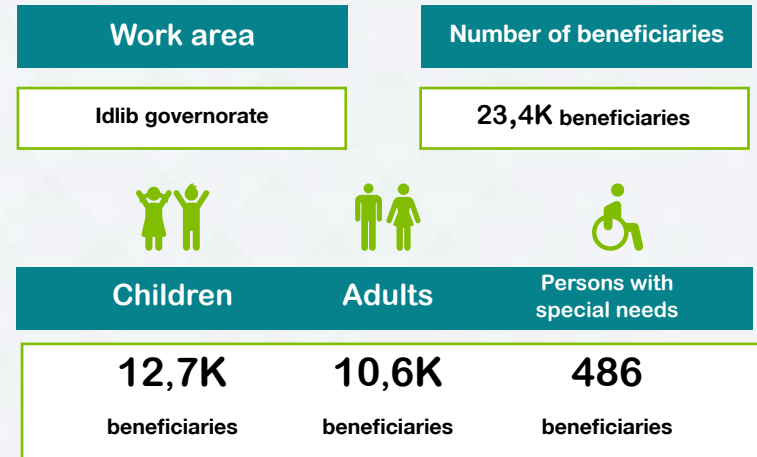 Work area
Number of beneficiaries
Idlib governorate
23,4K beneficiaries
Children
Adults
Persons with
special needs
12,7K
10,6K
486
beneficiaries
beneficiaries
beneficiaries